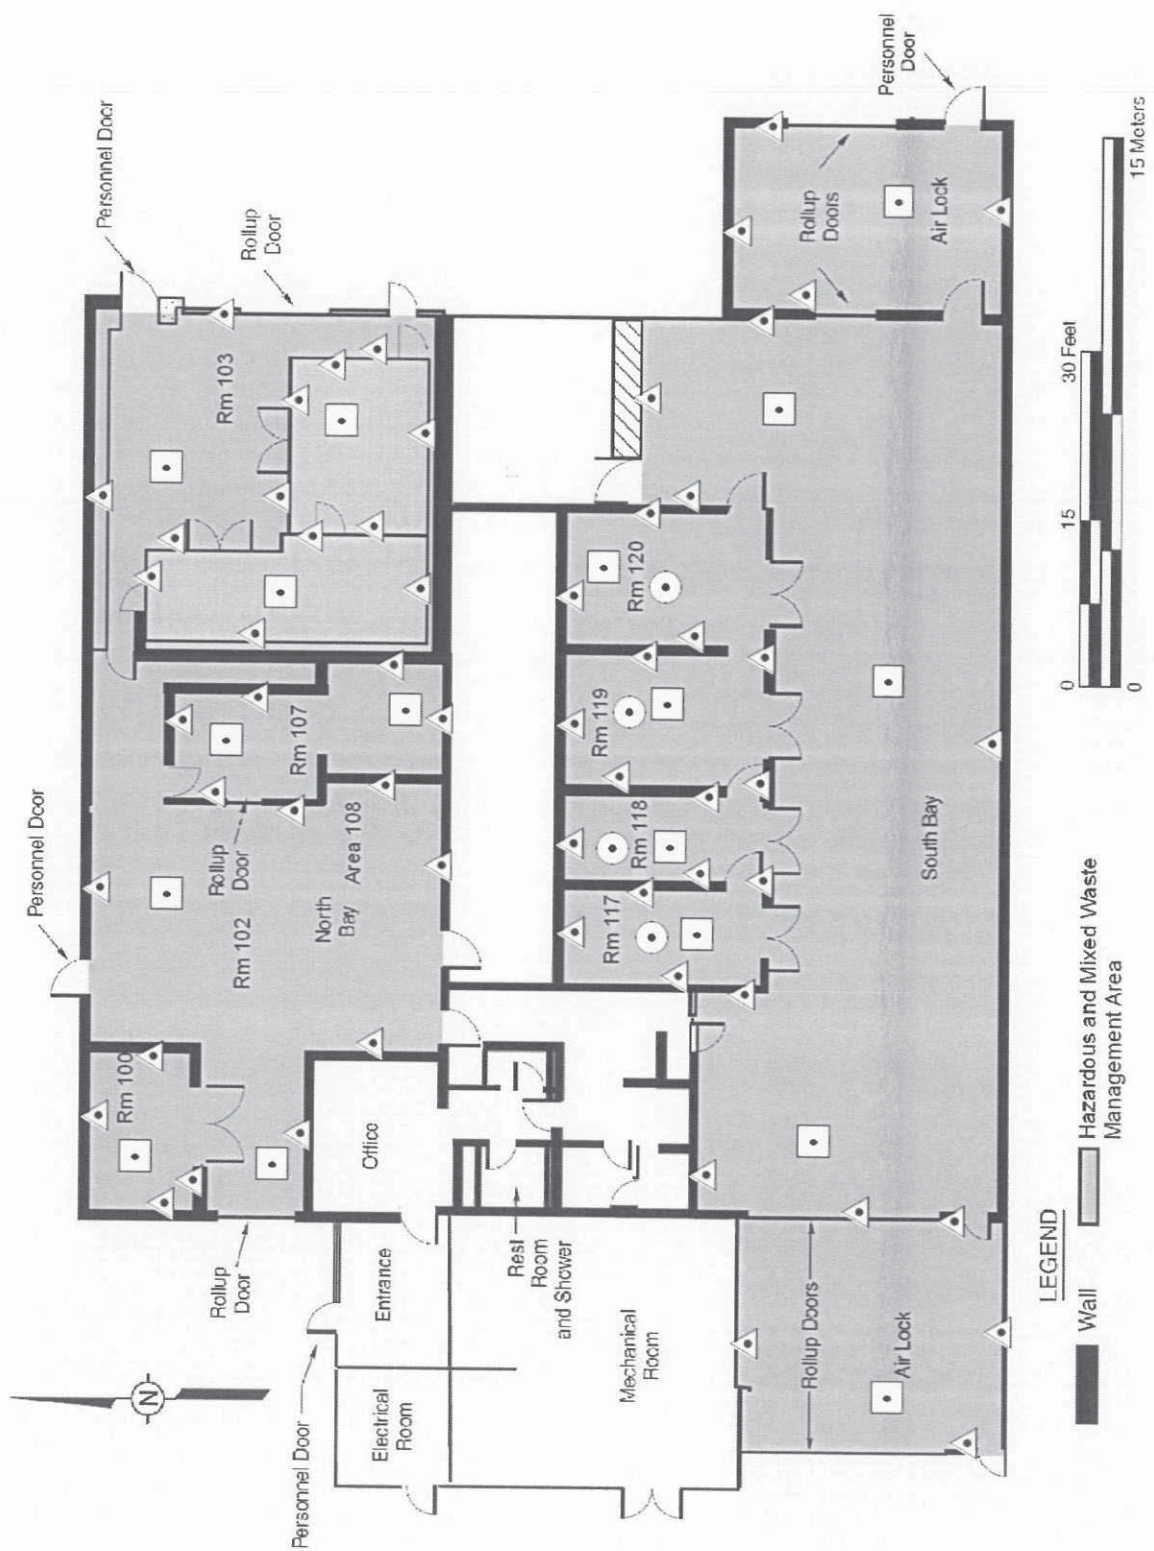 Personnel Door
Rollup
Door
Personnel
Door
Rm 103
Rollup
Doors
Air Lock
Personnel Door
Rm 107
Rollup
Door
Area 108
North
Bay
Rm 102
Rm 100
Rm 120
Rm 119
Rm 118
Rm 117
South Bay
Office
Rollup
Door
Entrance
Rest
Room
and Shower
Personnel Door
Electrical
Room
Mechanical
Room
Rollup Doors
Air Lock
N
0
15
30 Feet
0
15 Meters
LEGEND
Wall
Hazardous and Mixed Waste
Management Area